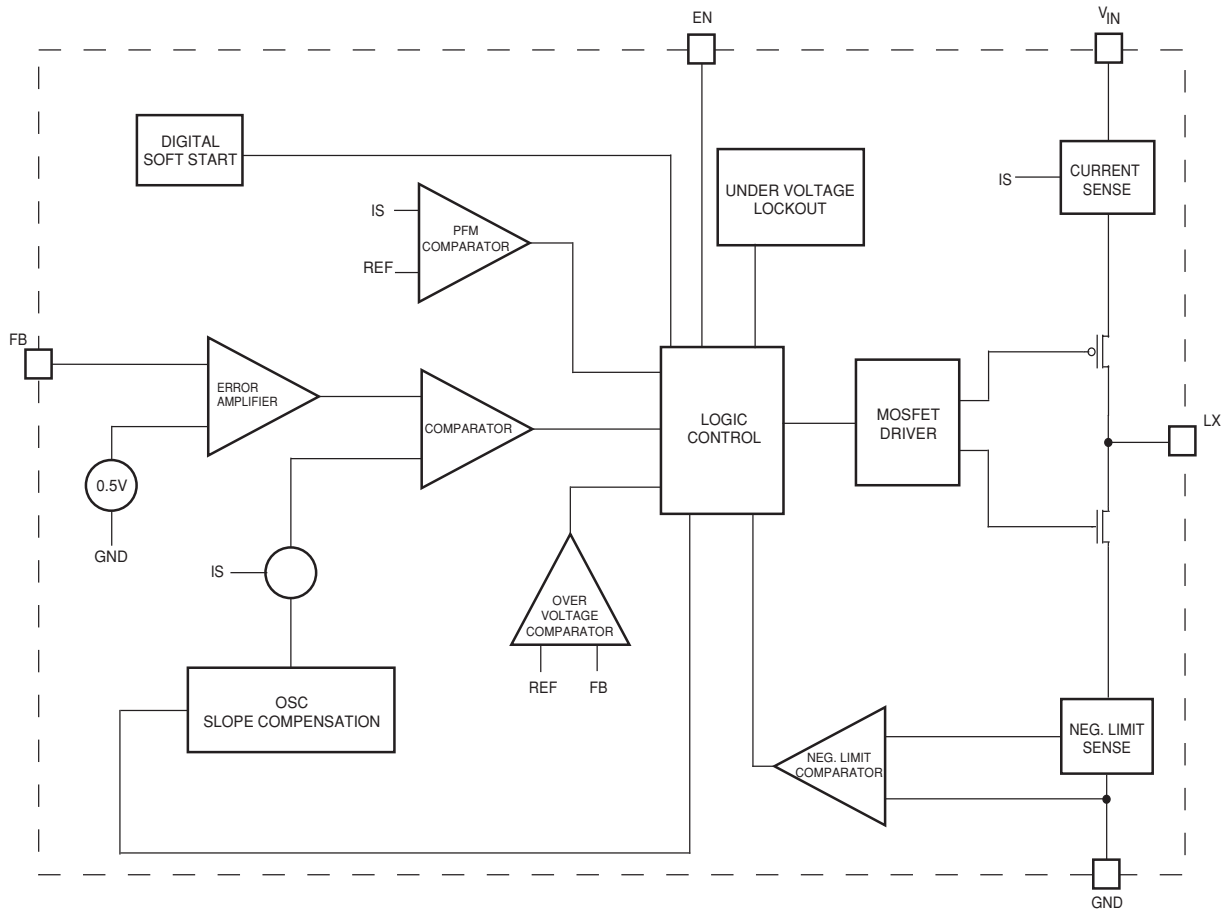 EN
VIN
DIGITAL
SOFT START
UNDER VOLTAGE
LOCKOUT
IS
CURRENT
SENSE
IS
PFM
COMPARATOR
REF
FB
ERROR
AMPLIFIER
COMPARATOR
LOGIC
CONTROL
MOSFET
DRIVER
LX
0.5V
GND
IS
OVER
VOLTAGE
COMPARATOR
REF
FB
OSC
SLOPE COMPENSATION
NEG. LIMIT
COMPARATOR
NEG. LIMIT
SENSE
GND